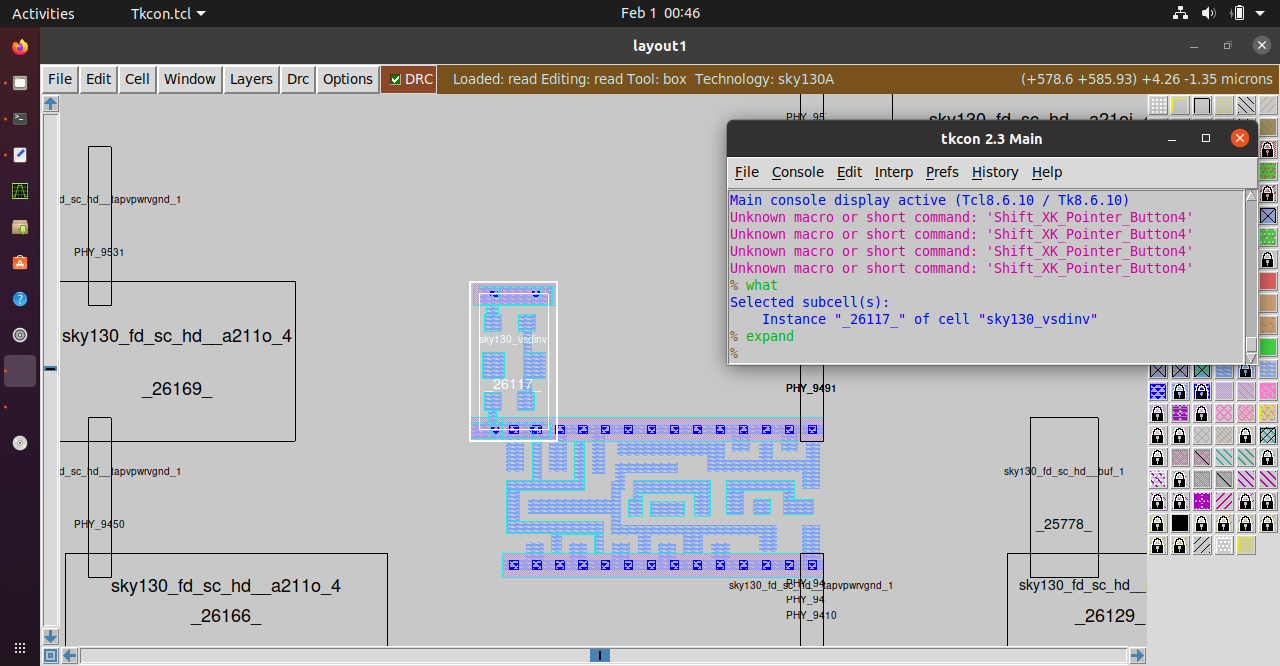 Activities
Tkcon.tcl
Feb 1 00:46
layout1
File Edit Cell Window Layers Drc Options DRC Loaded: read Editing: read Tool: box Technology: sky130A (+578.6 +585.93) +4.26 -1.35 microns
tkcon 2.3 Main
File Console Edit Interp Prefs History Help
Main console display active (Tcl8.6.10 / Tk8.6.10)
Unknown macro or short command: 'Shift_XK_Pointer_Button4'
Unknown macro or short command: 'Shift_XK_Pointer_Button4'
Unknown macro or short command: 'Shift_XK_Pointer_Button4'
Unknown macro or short command: 'Shift_XK_Pointer_Button4'
% what
Selected subcell(s):
Instance "_26117_" of cell "sky130_vsdinv"
% expand
%
d_sc_hd__tapvpwrvgnd_1
PHY_9531
sky130_fd_sc_hd__a211o_4
_26169_
sky130_vsdinv
_26117_
PHY_9491
d_sc_hd__tapvpwrvgnd_1
PHY_9450
sky130_fd_sc_hd__buf_1
_25778_
sky130_fd_sc_hd__a211o_4
_26166_
sky130_fd_sc_hd__tapvpwrvgnd_1
PHY_94
PHY_94
PHY_9410
sky130_fd_sc_hd__
_26129_